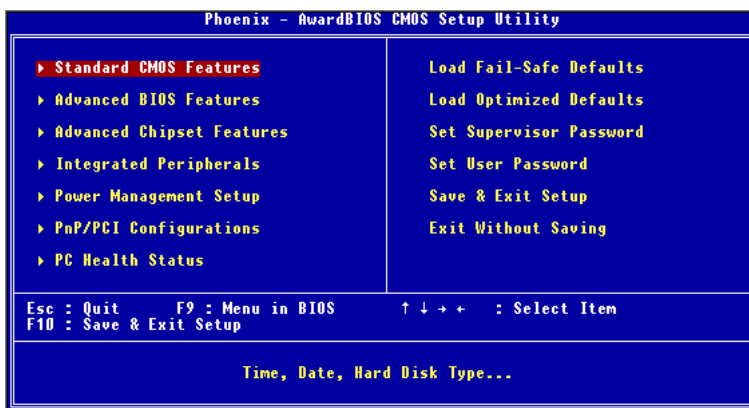 Phoenix - AwardBIOS CMOS Setup Utility
▸ Standard CMOS Features
▸ Advanced BIOS Features
▸ Advanced Chipset Features
▸ Integrated Peripherals
▸ Power Management Setup
▸ PnP/PCI Configurations
▸ PC Health Status
Load Fail-Safe Defaults
Load Optimized Defaults
Set Supervisor Password
Set User Password
Save & Exit Setup
Exit Without Saving
Esc : Quit F9 : Menu in BIOS ↑ ↓ → ← : Select Item
F10 : Save & Exit Setup
Time, Date, Hard Disk Type...